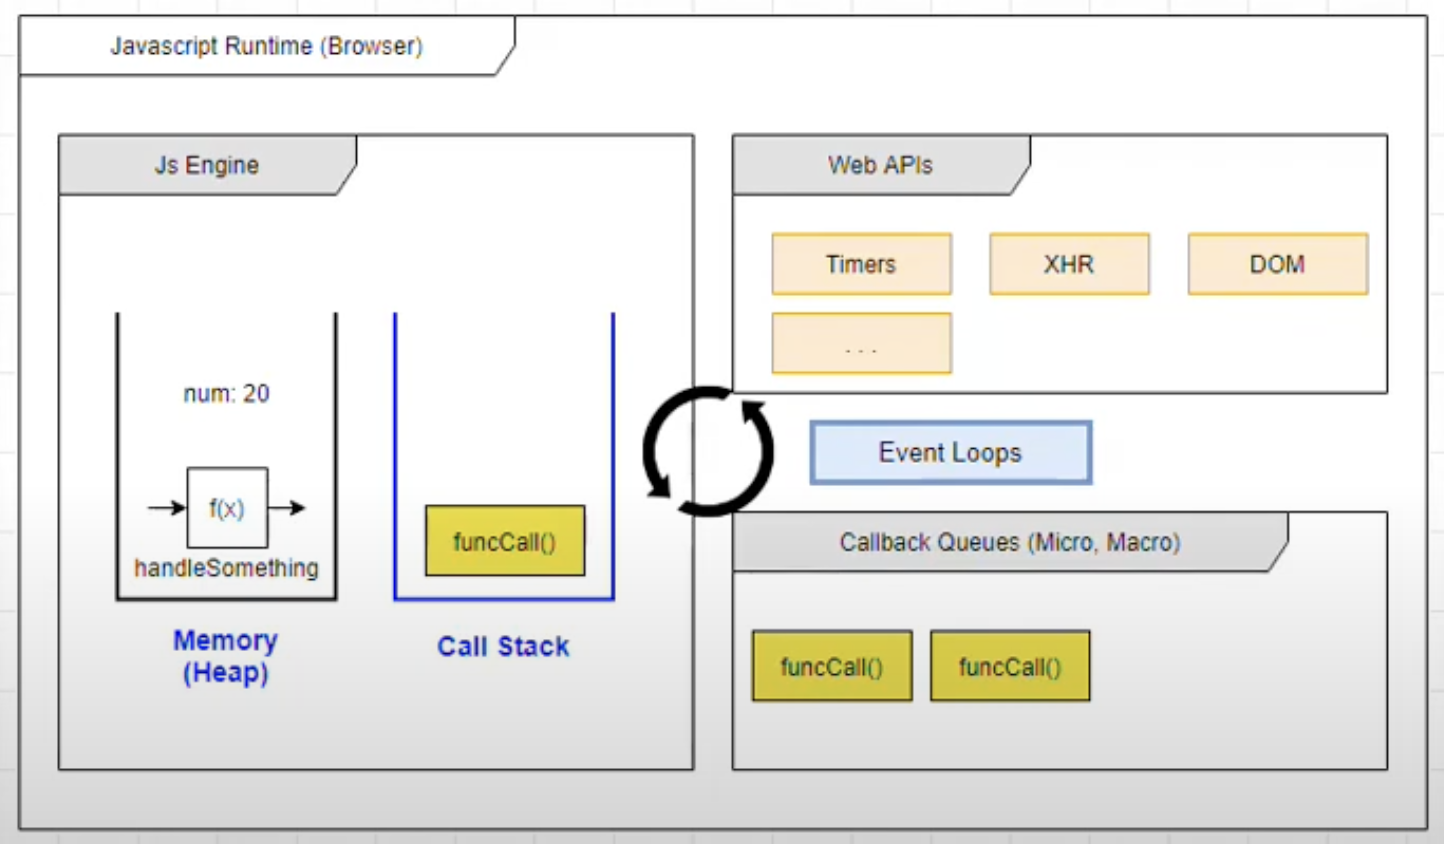 Javascript Runtime (Browser)
Js Engine
num: 20
f(x)
handleSomething
Memory
(Heap)
funcCall()
Call Stack
Web APIs
Timers
XHR
DOM
. . .
Event Loops
Callback Queues (Micro, Macro)
funcCall()
funcCall()